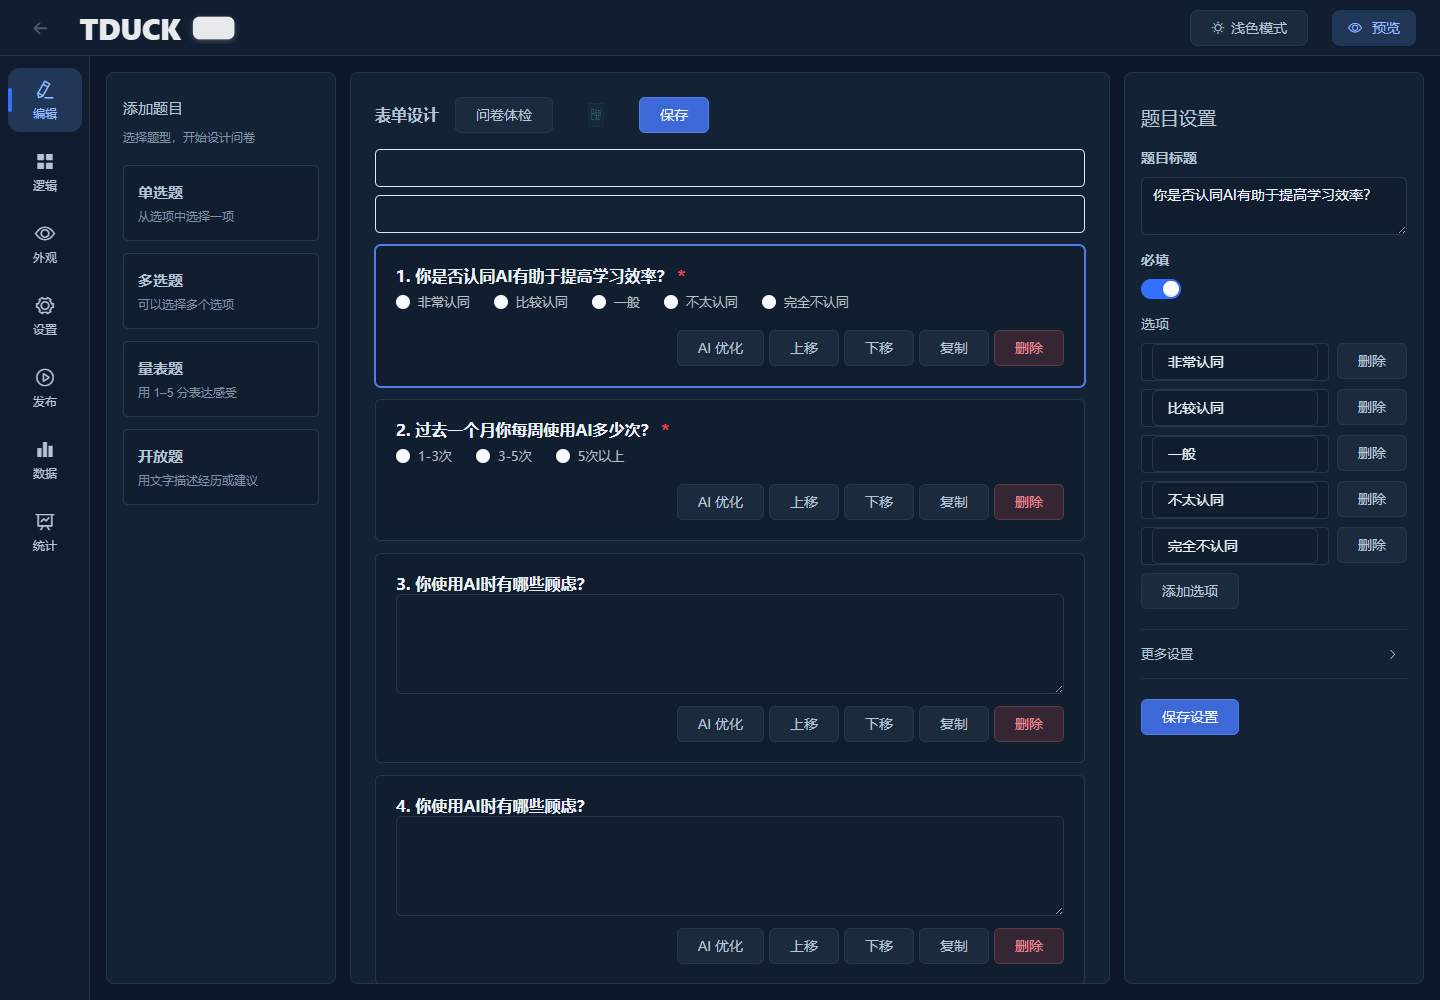 TDUCK
浅色模式
预览
编辑
逻辑
外观
设置
发布
数据
统计
添加题目
选择题型，开始设计问卷
单选题
从选项中选择一项
多选题
可以选择多个选项
量表题
用 1–5 分表达感受
开放题
用文字描述经历或建议
表单设计
问卷体检
保存
1. 你是否认同AI有助于提高学习效率? *
非常认同 比较认同 一般 不太认同 完全不认同
AI 优化 上移 下移 复制 删除
2. 过去一个月你每周使用AI多少次? *
1-3次 3-5次 5次以上
AI 优化 上移 下移 复制 删除
3. 你使用AI时有哪些顾虑?
AI 优化 上移 下移 复制 删除
4. 你使用AI时有哪些顾虑?
AI 优化 上移 下移 复制 删除
题目设置
题目标题
你是否认同AI有助于提高学习效率?
必填
选项
非常认同 删除
比较认同 删除
一般 删除
不太认同 删除
完全不认同 删除
添加选项
更多设置
保存设置